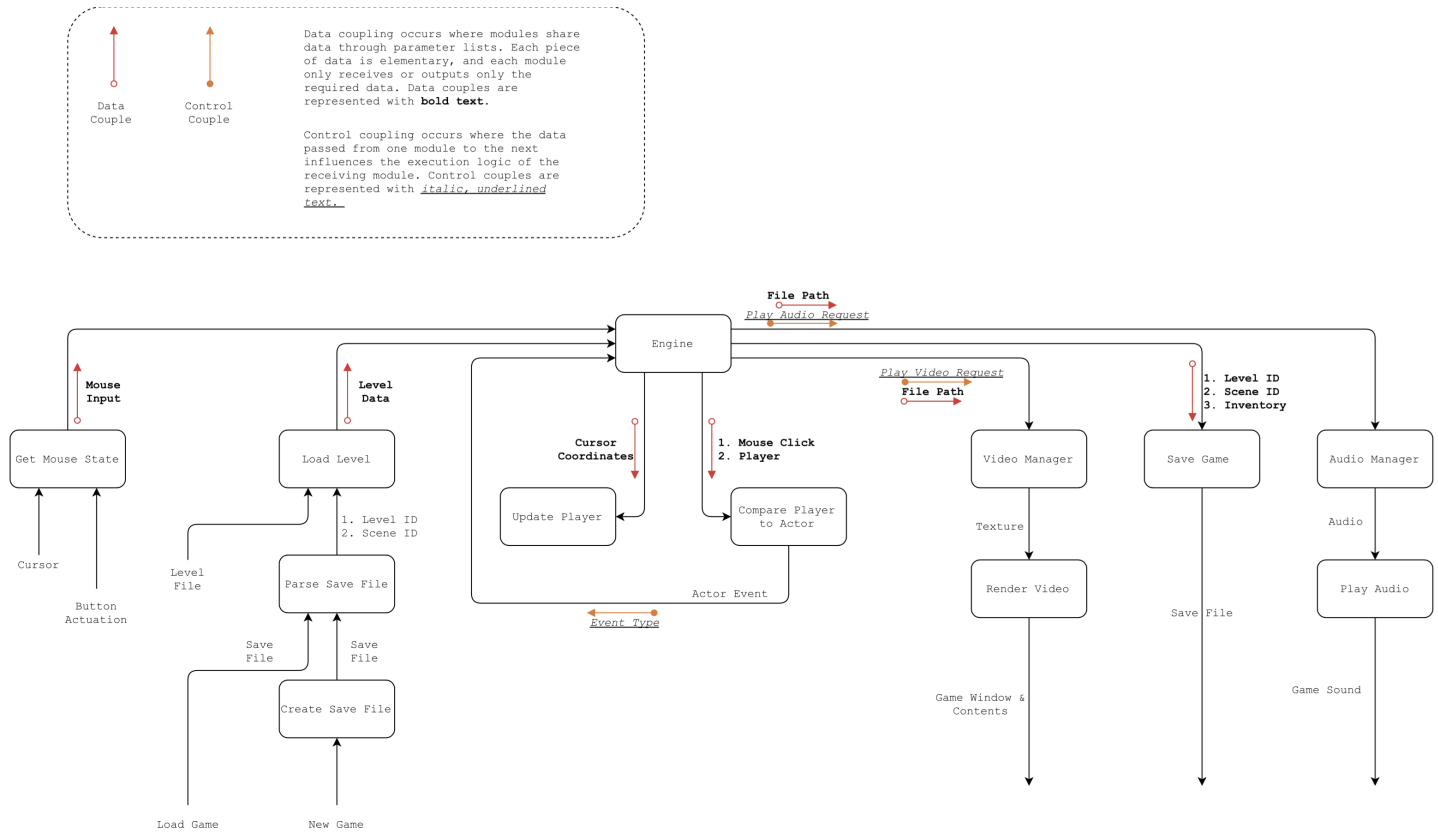 Data coupling occurs where modules share
data through parameter lists. Each piece
of data is elementary, and each module
only receives or outputs only the
required data. Data couples are
represented with bold text.
Data
Couple
Control
Couple
Control coupling occurs where the data
passed from one module to the next
influences the execution logic of the
receiving module. Control couples are
represented with italic, underlined
text.
File Path
Play Audio Request
Engine
Play Video Request
File Path
Mouse
Input
Level
Data
1. Level ID
2. Scene ID
3. Inventory
Cursor
Coordinates
1. Mouse Click
2. Player
Get Mouse State
Load Level
Video Manager
Save Game
Audio Manager
Update Player
Compare Player
to Actor
1. Level ID
2. Scene ID
Texture
Audio
Cursor
Level
File
Parse Save File
Render Video
Play Audio
Button
Actuation
Actor Event
Event Type
Save File
Save
File
Save
File
Create Save File
Game Window &
Contents
Game Sound
Load Game
New Game